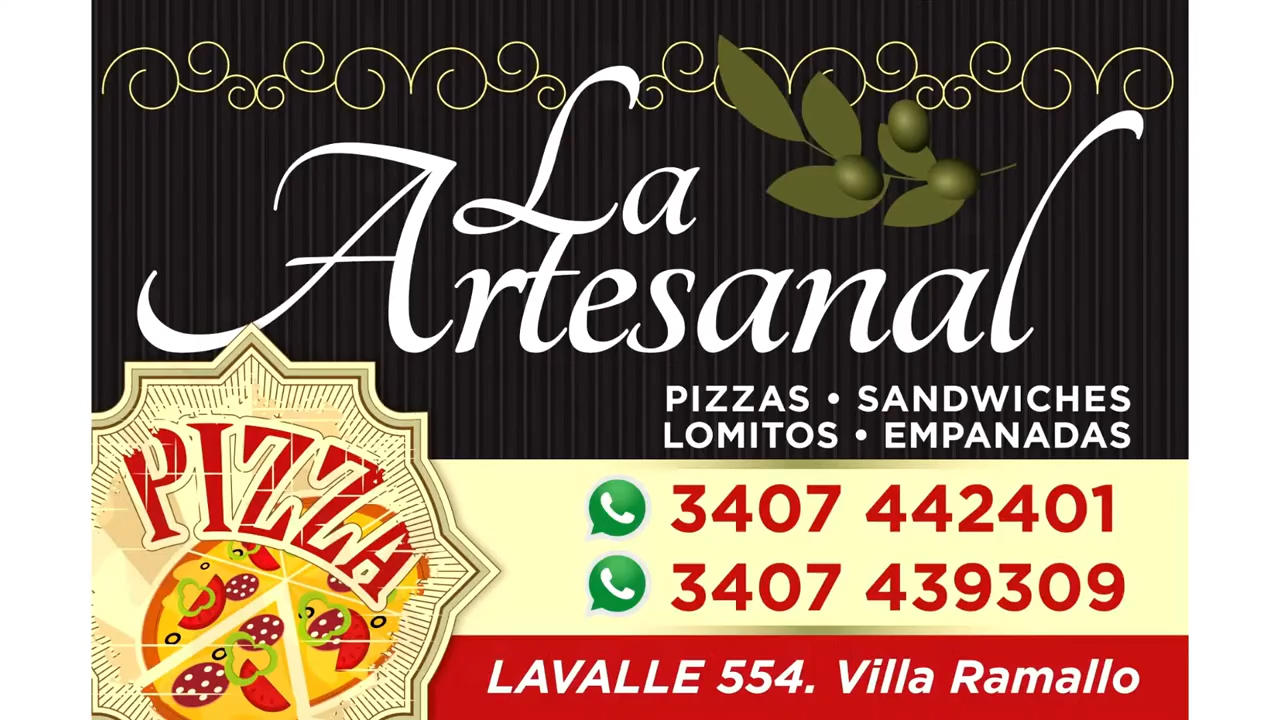 La
Artesanal
PIZZAS • SANDWICHES
LOMITOS • EMPANADAS
PIZZA
3407 442401
3407 439309
LAVALLE 554. Villa Ramallo